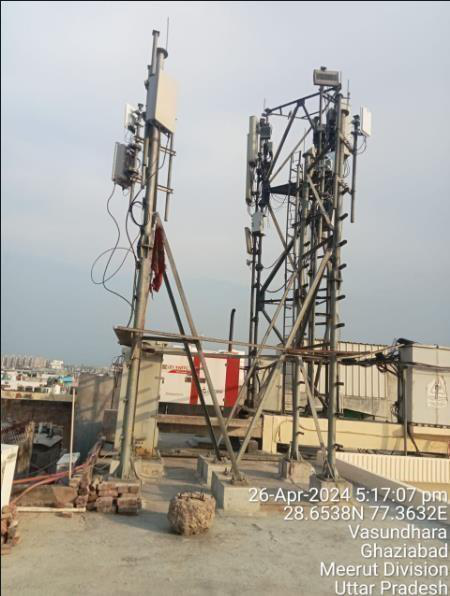 26-Apr-2024 5:17:07 pm
28.6538N 77.3632E
Vasundhara
Ghaziabad
Meerut Division
Uttar Pradesh